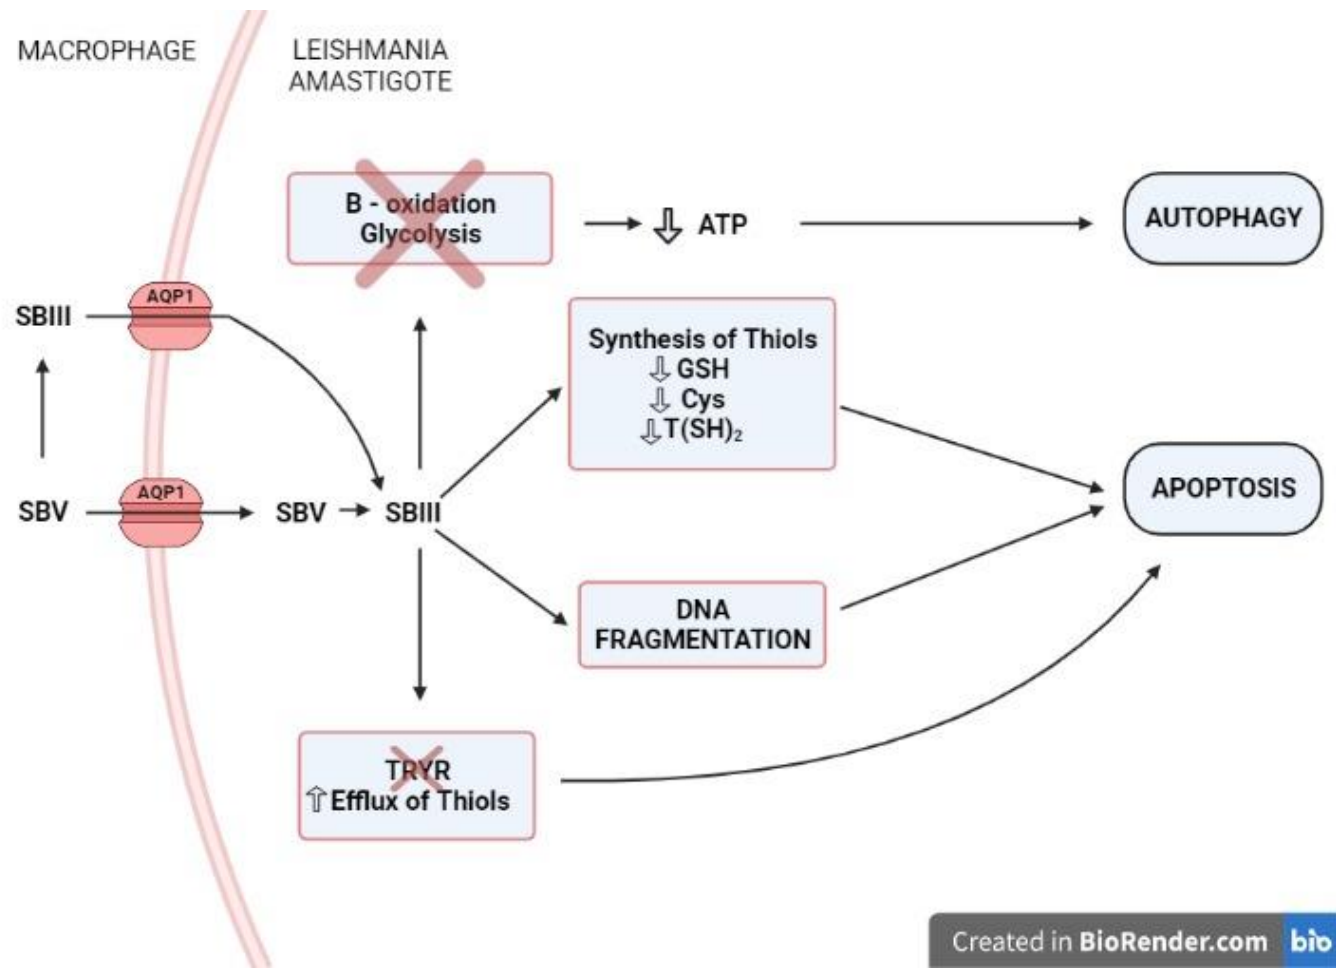 MACROPHAGE
LEISHMANIA
AMASTIGOTE
B - oxidation
Glycolysis
⇩ ATP
AUTOPHAGY
AQP1
SBIII
Synthesis of Thiols
⇩ GSH
⇩ Cys
⇩T(SH)₂
AQP1
SBV
SBV
SBIII
APOPTOSIS
DNA
FRAGMENTATION
TRYR
⇧Efflux of Thiols
Created in BioRender.com bio